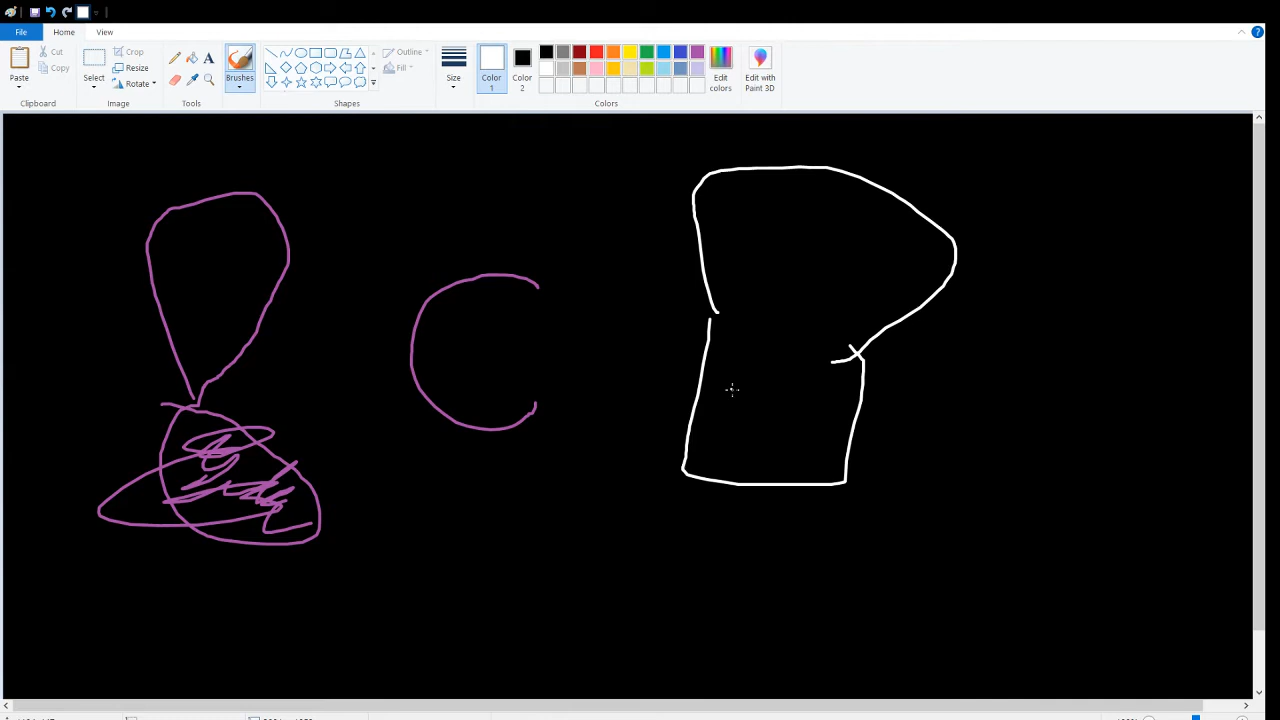 File
Home
View
Paste
Cut
Copy
Clipboard
Select
Crop
Resize
Rotate
Image
A
Tools
Brushes
Shapes
Outline
Fill
Size
Color 1
Color 2
Colors
Edit colors
Edit with Paint 3D
C